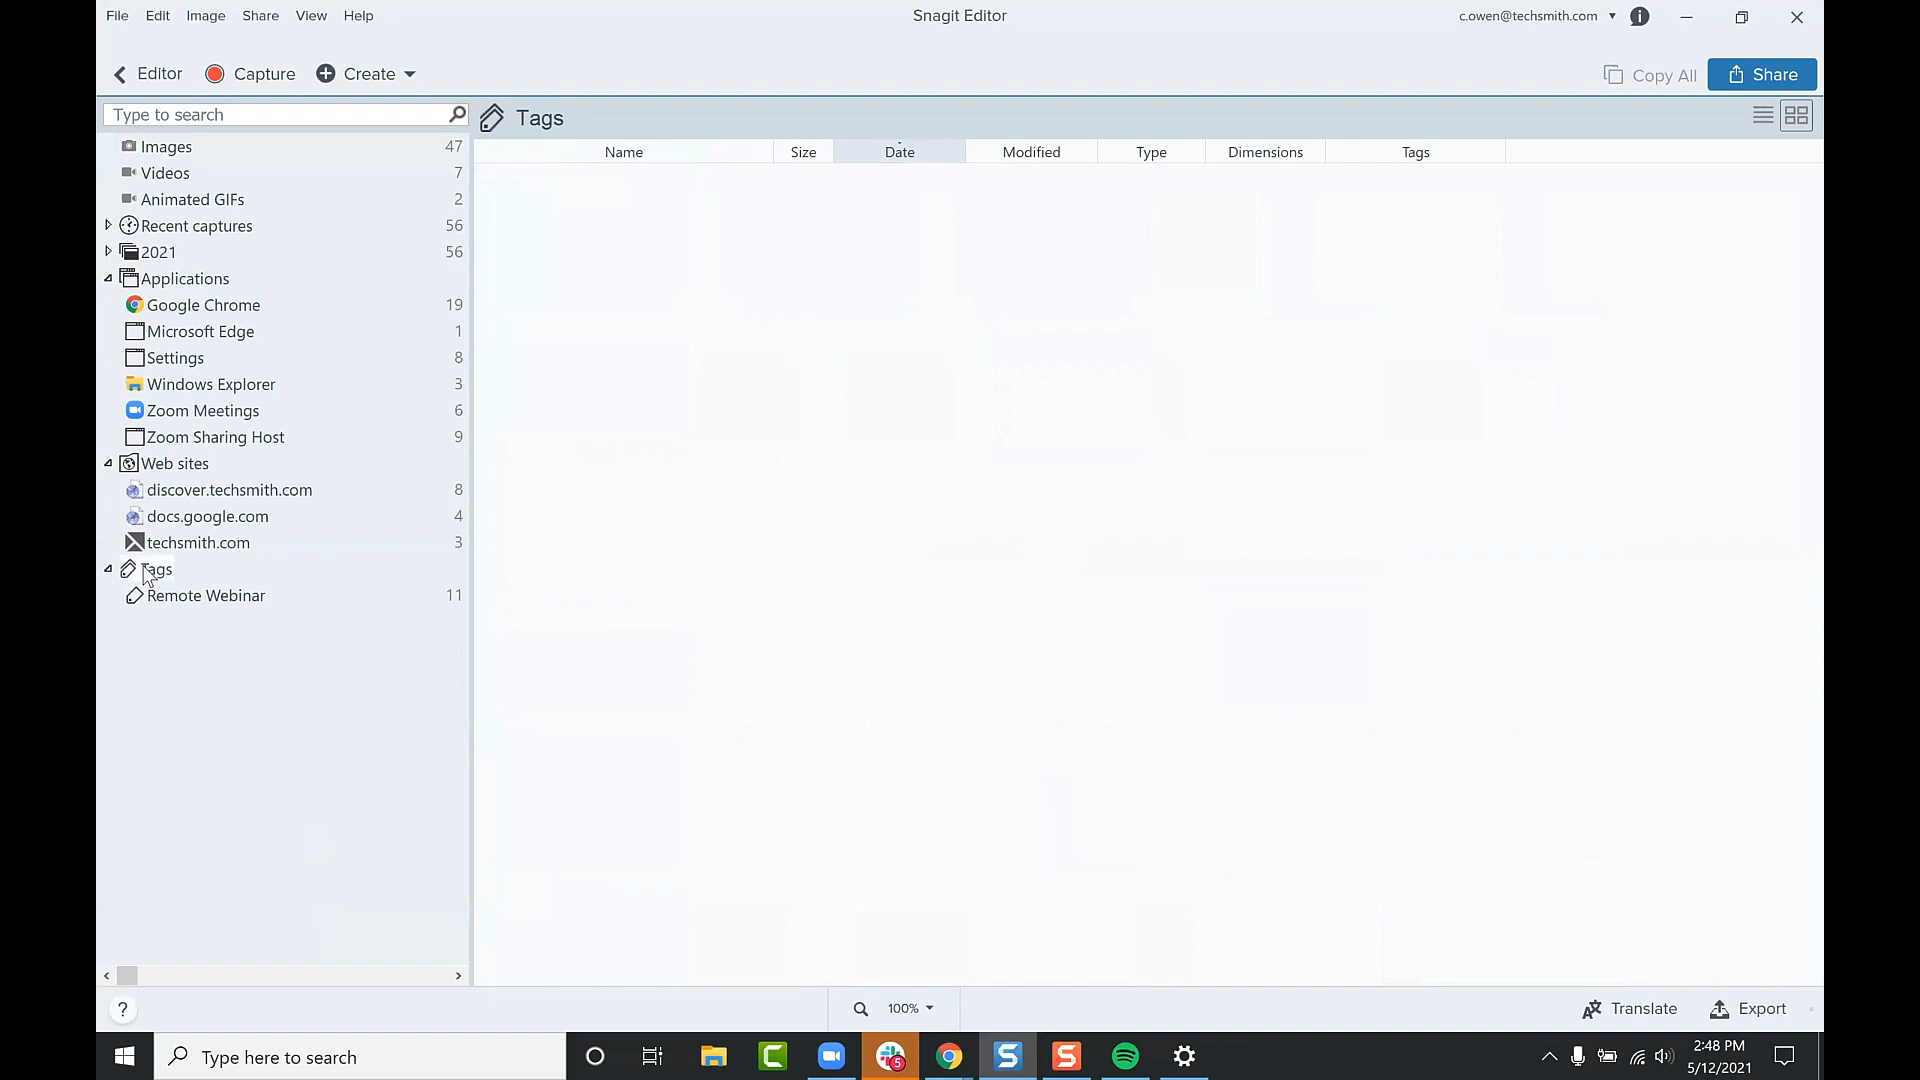 File Edit Image Share View Help
Snagit Editor
c.owen@techsmith.com
Editor Capture Create
Copy All Share
Type to search
Tags
Name Size Date Modified Type Dimensions Tags
Images 47
Videos 7
Animated GIFs 2
Recent captures 56
2021 56
Applications
Google Chrome 19
Microsoft Edge 1
Settings 8
Windows Explorer 3
Zoom Meetings 6
Zoom Sharing Host 9
Web sites
discover.techsmith.com 8
docs.google.com 4
techsmith.com 3
Tags
Remote Webinar 11
? 100% Translate Export
Type here to search
5
2:48 PM
5/12/2021